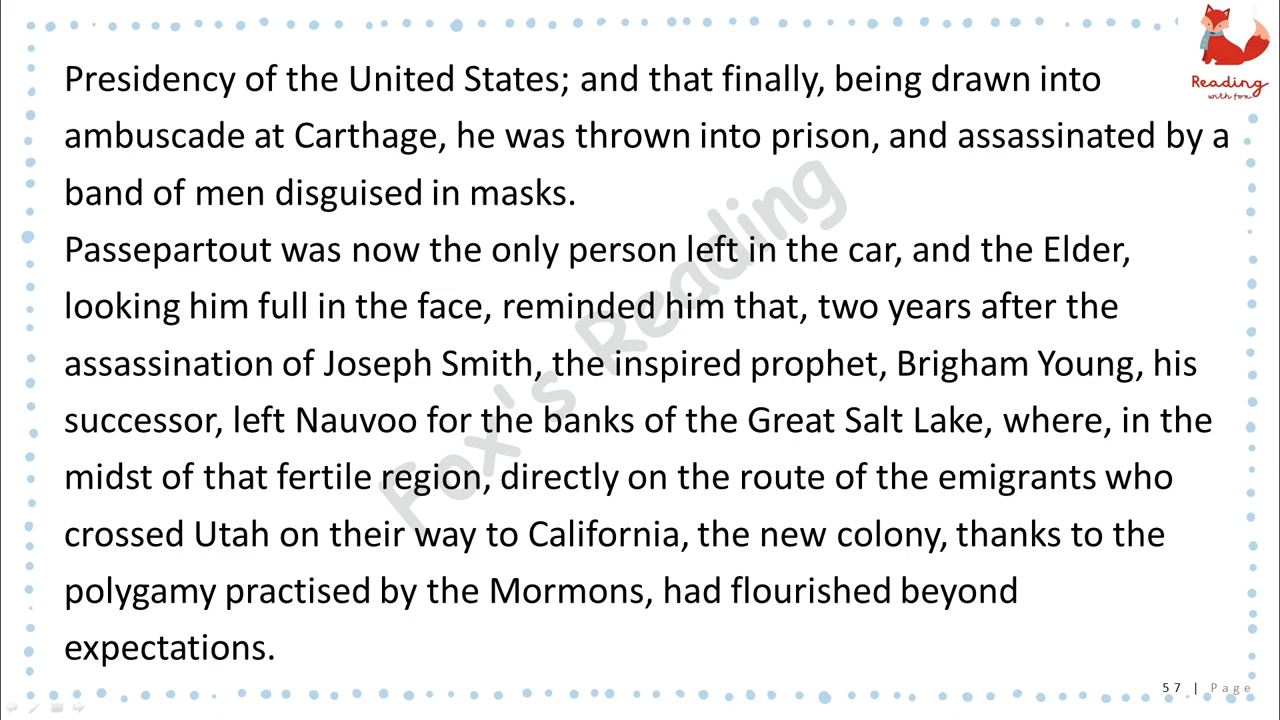 Reading
with fox
Presidency of the United States; and that finally, being drawn into
ambuscade at Carthage, he was thrown into prison, and assassinated by a
band of men disguised in masks.
Passepartout was now the only person left in the car, and the Elder,
looking him full in the face, reminded him that, two years after the
assassination of Joseph Smith, the inspired prophet, Brigham Young, his
successor, left Nauvoo for the banks of the Great Salt Lake, where, in the
midst of that fertile region, directly on the route of the emigrants who
crossed Utah on their way to California, the new colony, thanks to the
polygamy practised by the Mormons, had flourished beyond
expectations.
Fox's Reading
57 | Page